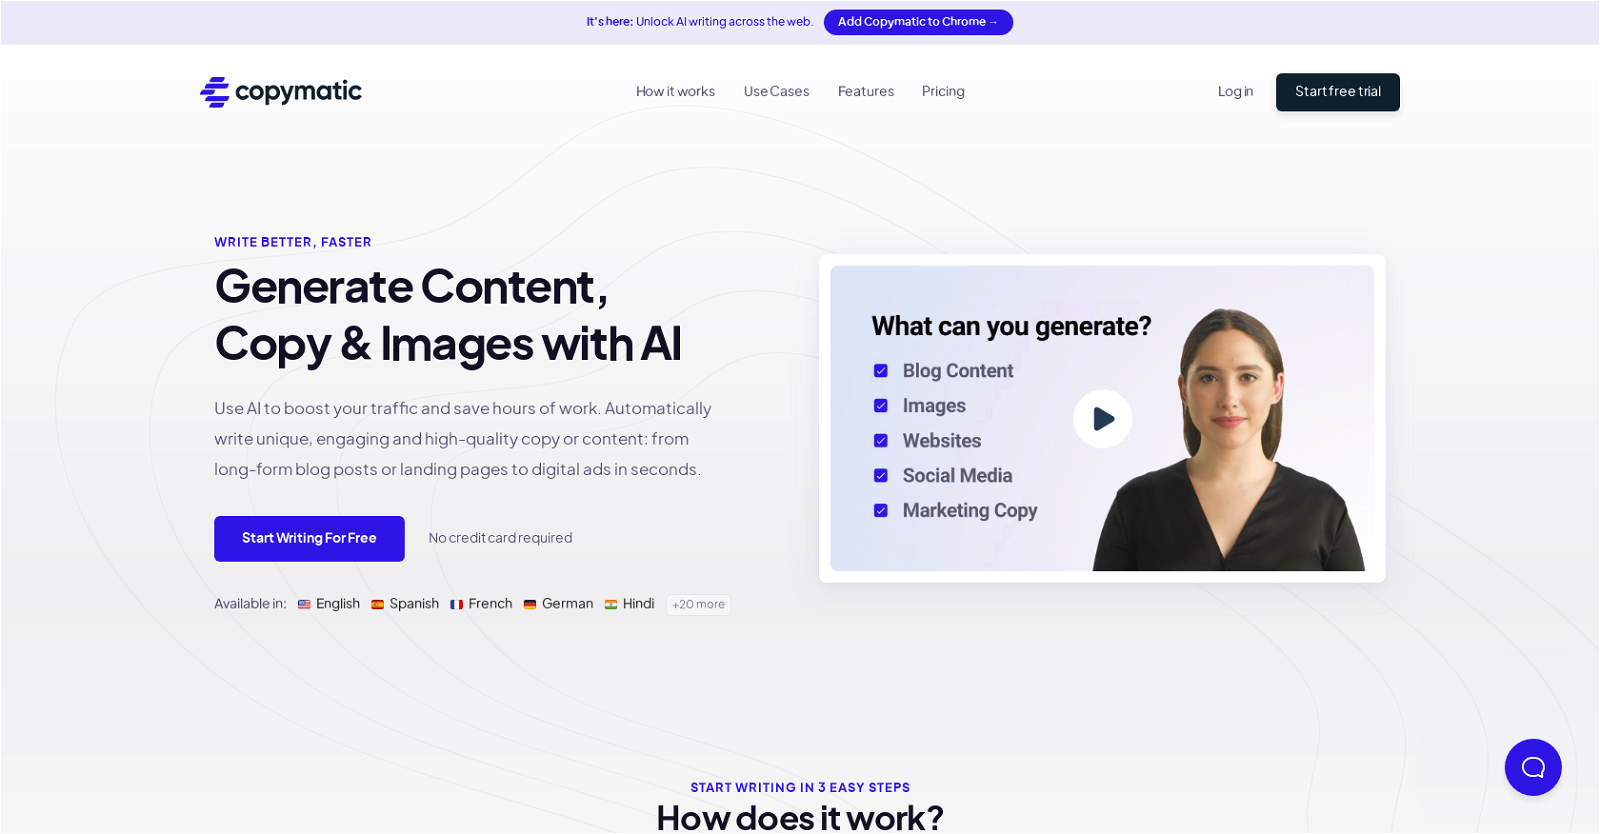 It's here: Unlock AI writing across the web. Add Copymatic to Chrome →
copymatic
How it works Use Cases Features Pricing
Log in Start free trial
WRITE BETTER, FASTER
Generate Content,
Copy & Images with AI
Use AI to boost your traffic and save hours of work. Automatically
write unique, engaging and high-quality copy or content: from
long-form blog posts or landing pages to digital ads in seconds.
Start Writing For Free No credit card required
Available in: English Spanish French German Hindi +20 more
What can you generate?
Blog Content
Images
Websites
Social Media
Marketing Copy
START WRITING IN 3 EASY STEPS
How does it work?